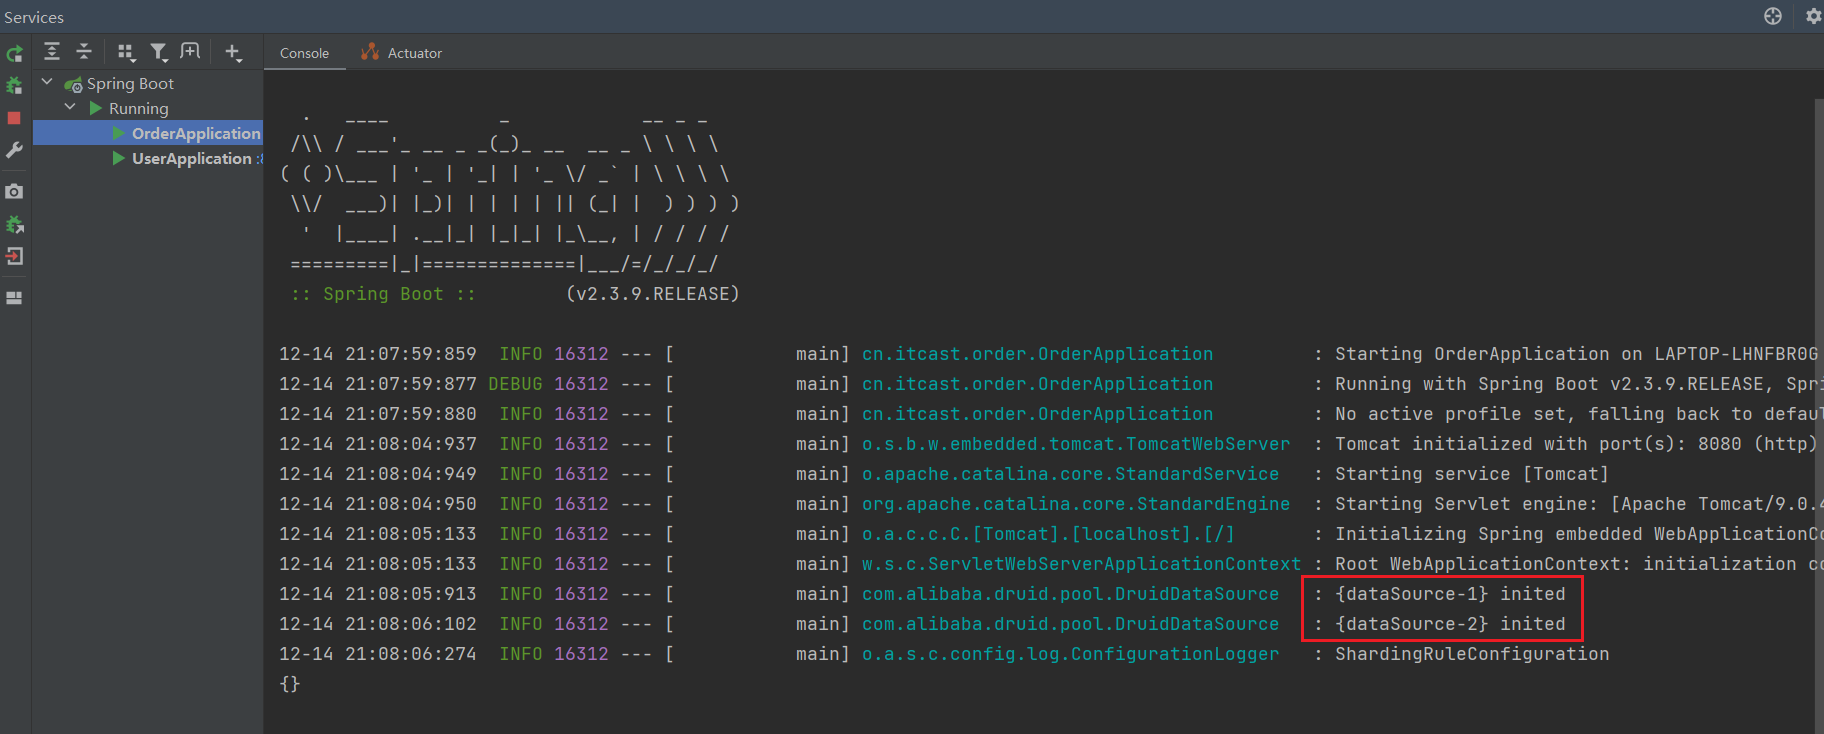 Services
Console
Actuator
Spring Boot
Running
OrderApplication
UserApplication :8
  .   ____          _            __ _ _
 /\\ / ___'_ __ _ _(_)_ __  __ _ \ \ \ \
( ( )\___ | '_ | '_| | '_ \/ _` | \ \ \ \
 \\/  ___)| |_)| | | | | || (_| |  ) ) ) )
  '  |____| .__|_| |_|_| |_\__, | / / / /
 =========|_|==============|___/=/_/_/_/
 :: Spring Boot ::        (v2.3.9.RELEASE)
12-14 21:07:59:859  INFO 16312 --- [           main] cn.itcast.order.OrderApplication         : Starting OrderApplication on LAPTOP-LHNFBR0G
12-14 21:07:59:877 DEBUG 16312 --- [           main] cn.itcast.order.OrderApplication         : Running with Spring Boot v2.3.9.RELEASE, Spri
12-14 21:07:59:880  INFO 16312 --- [           main] cn.itcast.order.OrderApplication         : No active profile set, falling back to defaul
12-14 21:08:04:937  INFO 16312 --- [           main] o.s.b.w.embedded.tomcat.TomcatWebServer  : Tomcat initialized with port(s): 8080 (http)
12-14 21:08:04:949  INFO 16312 --- [           main] o.apache.catalina.core.StandardService   : Starting service [Tomcat]
12-14 21:08:04:950  INFO 16312 --- [           main] org.apache.catalina.core.StandardEngine  : Starting Servlet engine: [Apache Tomcat/9.0.4
12-14 21:08:05:133  INFO 16312 --- [           main] o.a.c.c.C.[Tomcat].[localhost].[/]       : Initializing Spring embedded WebApplicationCo
12-14 21:08:05:133  INFO 16312 --- [           main] w.s.c.ServletWebServerApplicationContext : Root WebApplicationContext: initialization co
12-14 21:08:05:913  INFO 16312 --- [           main] com.alibaba.druid.pool.DruidDataSource   : {dataSource-1} inited
12-14 21:08:06:102  INFO 16312 --- [           main] com.alibaba.druid.pool.DruidDataSource   : {dataSource-2} inited
12-14 21:08:06:274  INFO 16312 --- [           main] o.a.s.c.config.log.ConfigurationLogger   : ShardingRuleConfiguration
{}